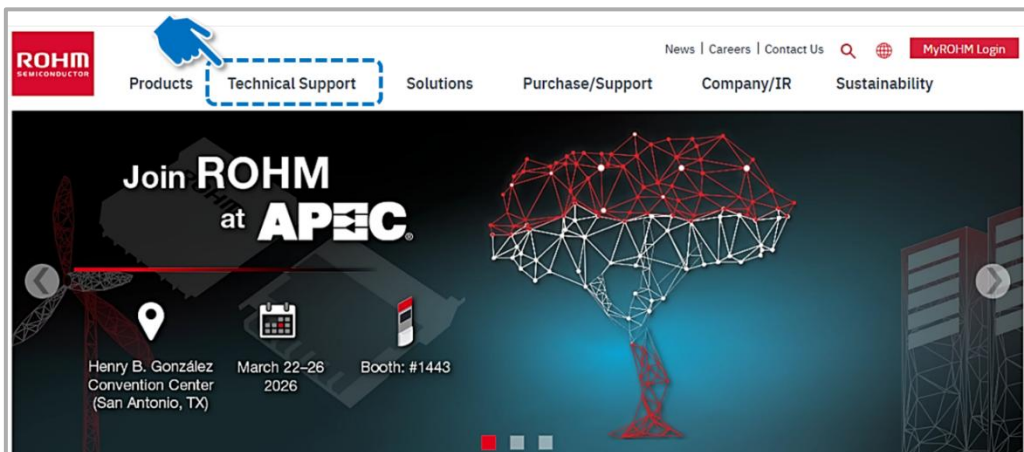 ROHM
SEMICONDUCTOR
News | Careers | Contact Us
MyROHM Login
Products
Technical Support
Solutions
Purchase/Support
Company/IR
Sustainability
Join ROHM
at APEC.
Henry B. González
Convention Center
(San Antonio, TX)
March 22–26
2026
Booth: #1443